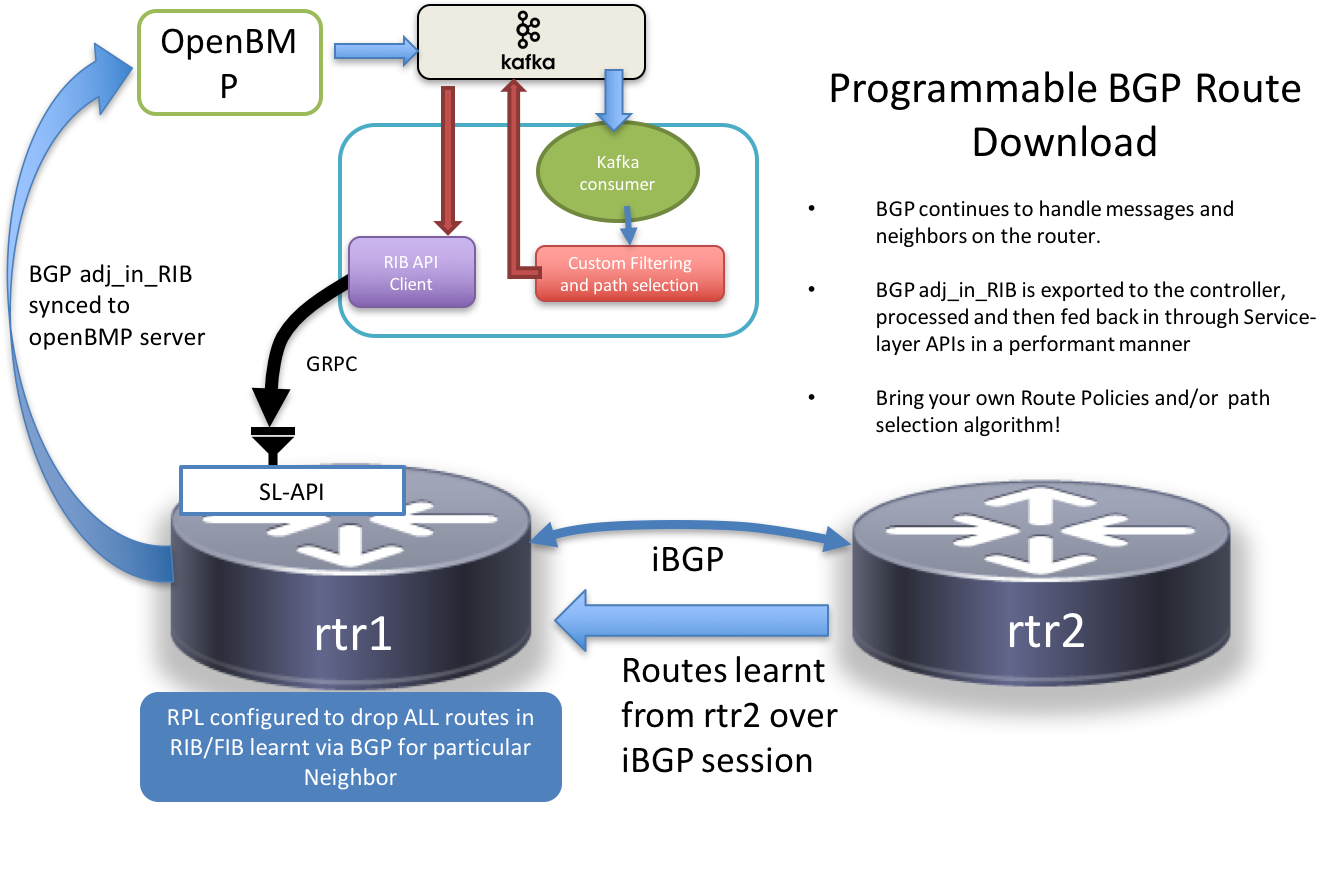 OpenBM
P
kafka
Programmable BGP Route
Download
Kafka
consumer
RIB API
Client
Custom Filtering
and path selection
BGP adj_in_RIB
synced to
openBMP server
GRPC
• BGP continues to handle messages and
neighbors on the router.
• BGP adj_in_RIB is exported to the controller,
processed and then fed back in through Service-
layer APIs in a performant manner
• Bring your own Route Policies and/or path
selection algorithm!
SL-API
iBGP
rtr1
rtr2
Routes learnt
from rtr2 over
iBGP session
RPL configured to drop ALL routes in
RIB/FIB learnt via BGP for particular
Neighbor